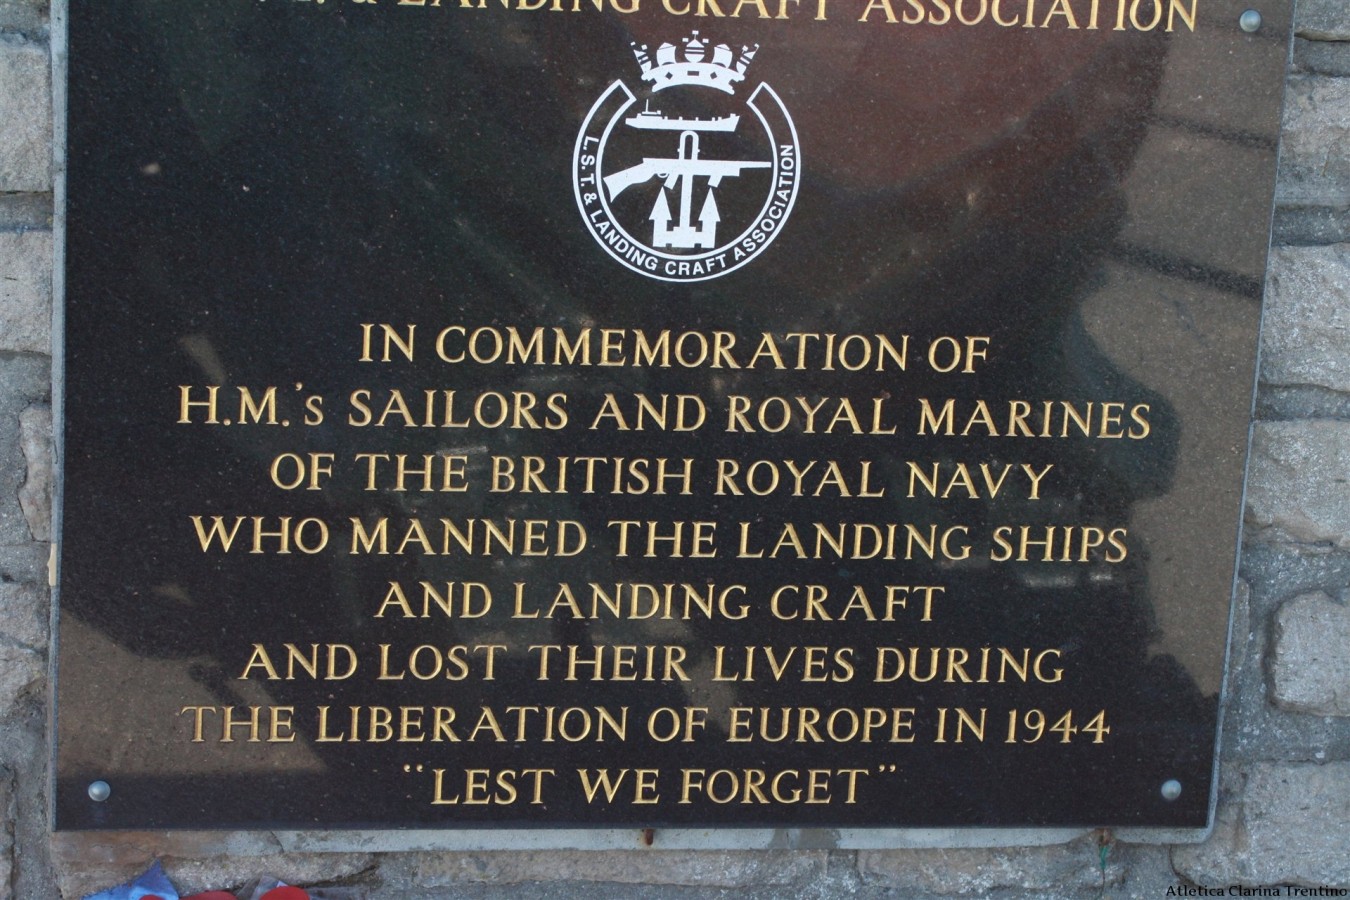 & LANDING CRAFT ASSOCIATION
L.S.T. & LANDING CRAFT ASSOCIATION
IN COMMEMORATION OF
H.M.'s SAILORS AND ROYAL MARINES
OF THE BRITISH ROYAL NAVY
WHO MANNED THE LANDING SHIPS
AND LANDING CRAFT
AND LOST THEIR LIVES DURING
THE LIBERATION OF EUROPE IN 1944
“LEST WE FORGET”
Atletica Clarina Trentino